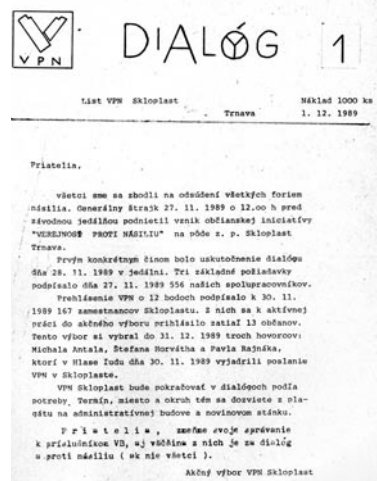 VPN
DIALÓG
1
List VPN Skloplast
Trnava
Náklad 1000 ks
1. 12. 1989
Priatelia,
všetci sme sa zhodli na odsúdení všetkých foriem
násilia. Generálny štrajk 27. 11. 1989 o 12.oo h pred
závodnou jedálňou podnietil vznik občianskej iniciatívy
"VEREJNOSŤ PROTI NÁSILIU" na pôde z. p. Skloplast
Trnava.
Prvým konkrétnym činom bolo uskutočnenie dialógu
dňa 28. 11. 1989 v jedálni. Tri základné požiadavky
podpísalo dňa 27. 11. 1989 556 našich spolupracovníkov.
Prehlásenie VPN o 12 bodoch podpísalo k 30. 11.
1989 167 zamestnancov Skloplastu. Z nich sa k aktívnej
práci do akčného výboru prihlásilo zatiaľ 13 občanov.
Tento výbor si vybral do 31. 12. 1989 troch hovorcov:
Michala Antala, Štefana Horvátha a Pavla Rajnáka,
ktorí v Hlase ľudu dňa 30. 11. 1989 vyjadrili poslanie
VPN v Skloplaste.
VPN Skloplast bude pokračovať v dialógoch podľa
potreby. Termín, miesto a okruh tém sa dozviete z pla-
gátu na administratívnej budove a novinovom stánku.
Priatelia, zmeňme svoje správanie
k príslušníkom VB, aj väčšina z nich je za dialóg
a proti násiliu ( ak nie všetci ).
Akčný výbor VPN Skloplast